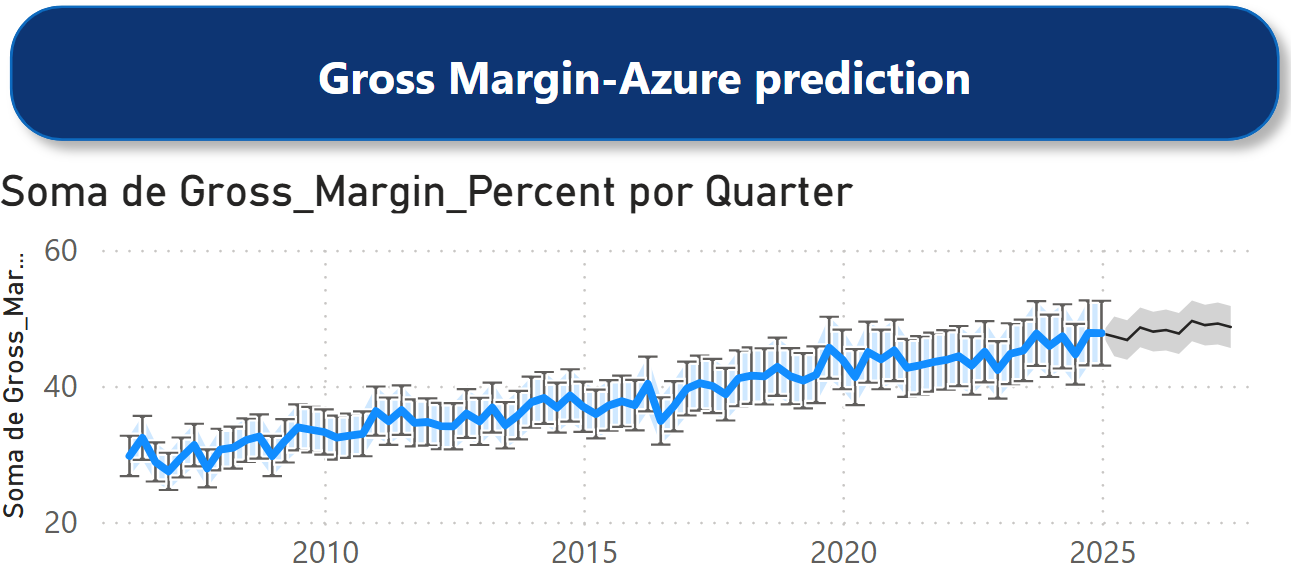 Gross Margin-Azure prediction
Soma de Gross_Margin_Percent por Quarter
Soma de Gross_Mar...
60
40
20
2010
2015
2020
2025